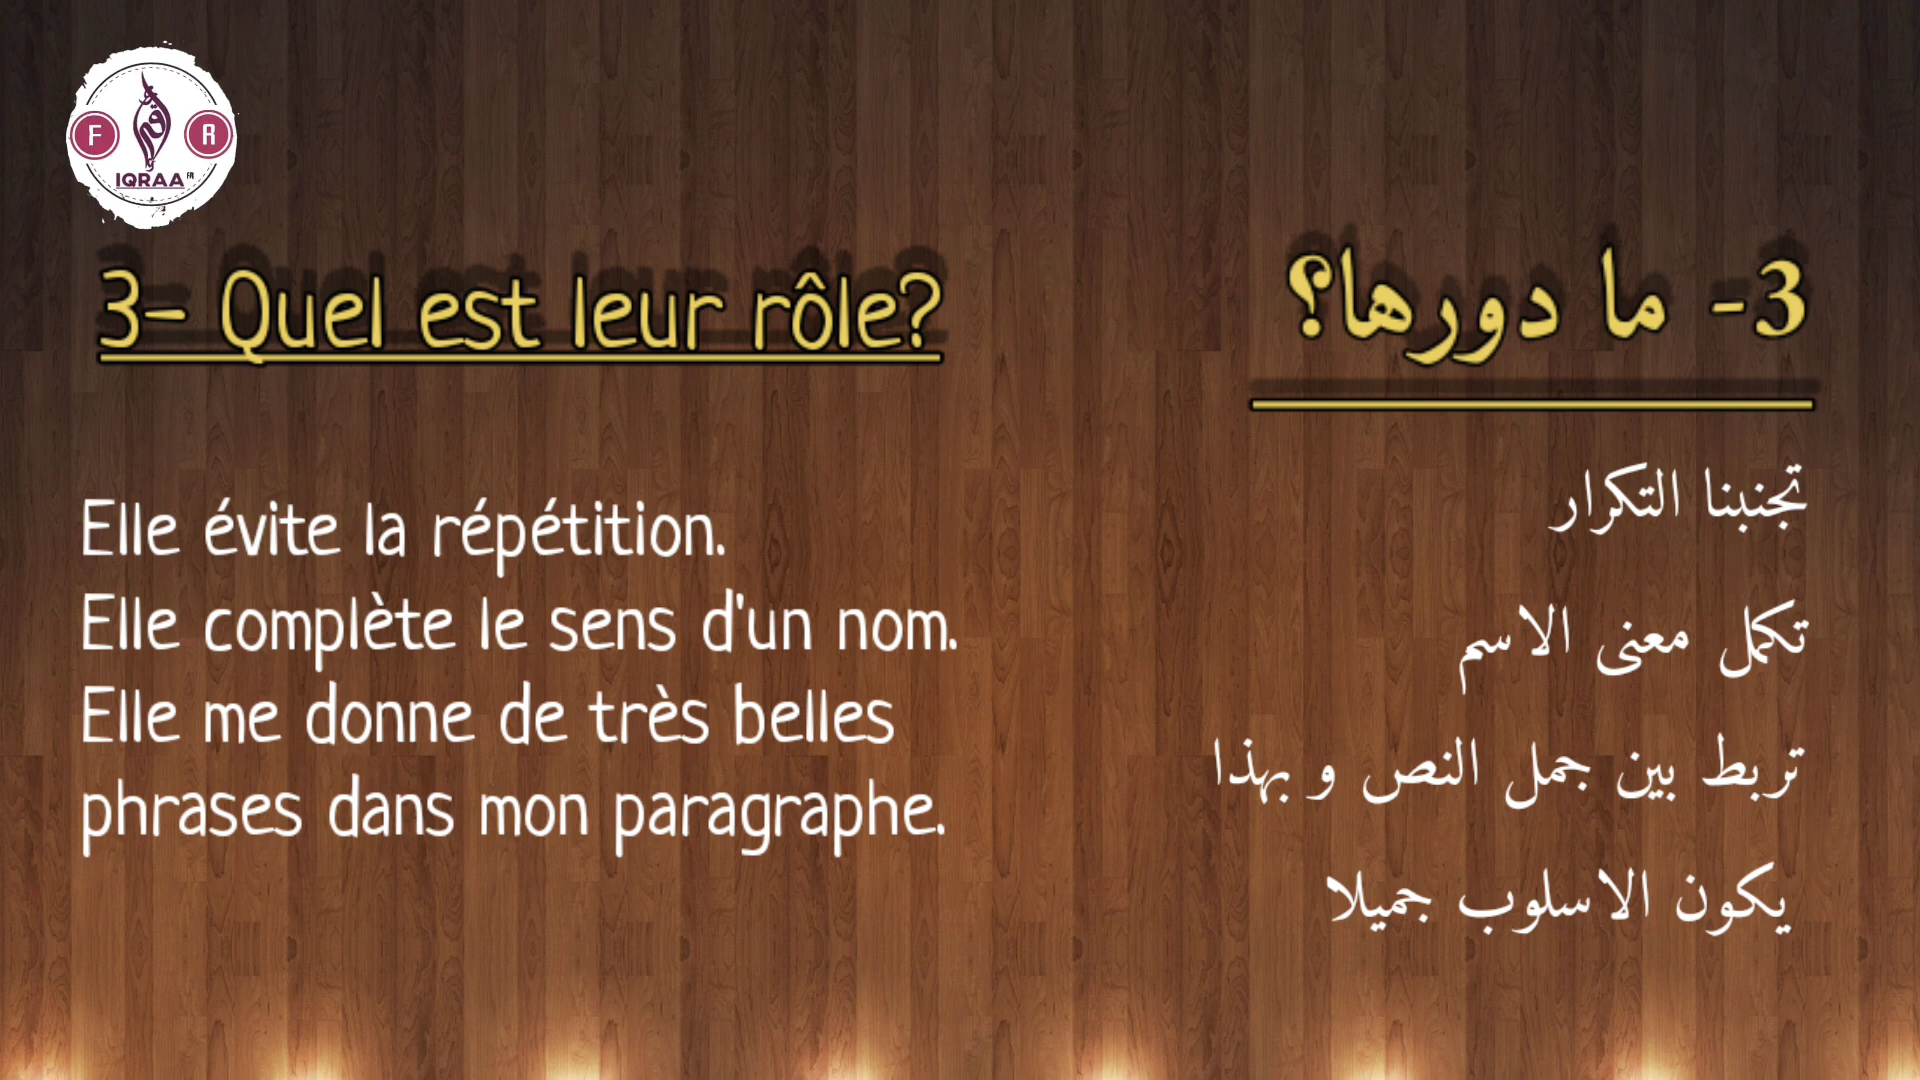 F
R
IQRAA FR
3- Quel est leur rôle?
Elle évite la répétition.
Elle complète le sens d'un nom.
Elle me donne de très belles
phrases dans mon paragraphe.
3- ما دورها؟
تجنبنا التكرار
تكمل معنى الاسم
تربط بين جمل النص و بهذا
يكون الاسلوب جميلا